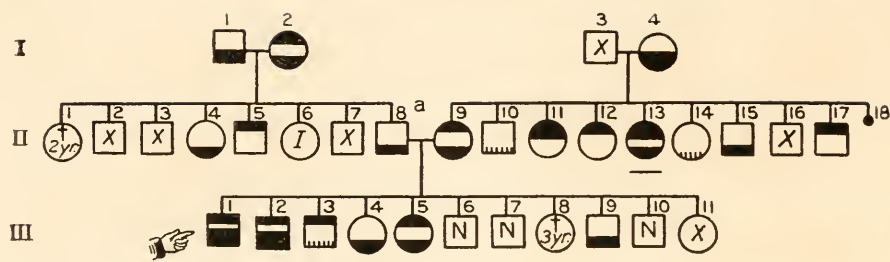 1 2 3 4
I X
1 2 3 4 5 6 7 8 a 9 10 11 12 13 14 15 16 17 18
II 2yr. X X I X X
1 2 3 4 5 6 7 8 9 10 11
III N N 3yr. N X